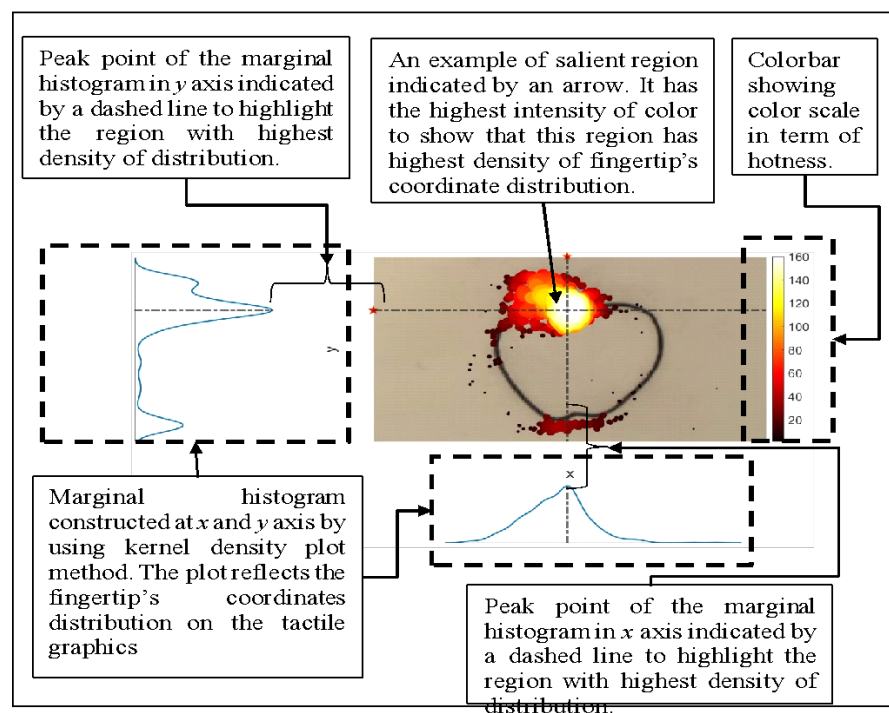 Peak point of the marginal
histogram in y axis indicated
by a dashed line to highlight
the region with highest
density of distribution.
An example of salient region
indicated by an arrow. It has
the highest intensity of color
to show that this region has
highest density of fingertip's
coordinate distribution.
Colorbar
showing
color scale
in term of
hotness.
y
160
140
120
100
80
60
40
20
x
Marginal histogram
constructed at x and y axis by
using kernel density plot
method. The plot reflects the
fingertip's coordinates
distribution on the tactile
graphics
Peak point of the marginal
histogram in x axis indicated by
a dashed line to highlight the
region with highest density of
distribution.